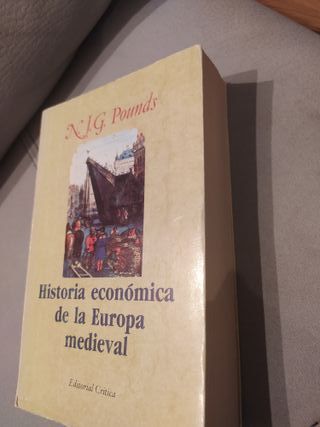 N. J. G. Pounds
Historia económica
de la Europa
medieval
Editorial Crítica